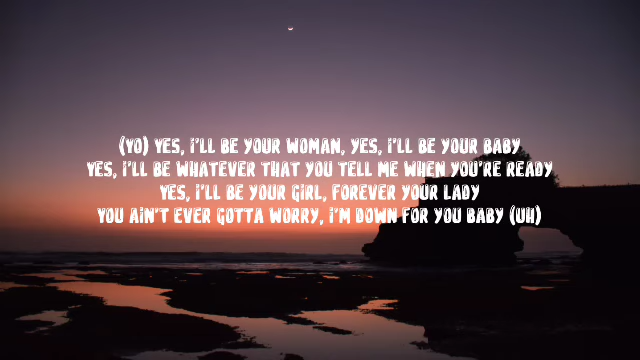 (YO) YES, I'LL BE YOUR WOMAN, YES, I'LL BE YOUR BABY
YES, I'LL BE WHATEVER THAT YOU TELL ME WHEN YOU'RE READY
YES, I'LL BE YOUR GIRL, FOREVER YOUR LADY
YOU AIN'T EVER GOTTA WORRY, I'M DOWN FOR YOU BABY (UH)